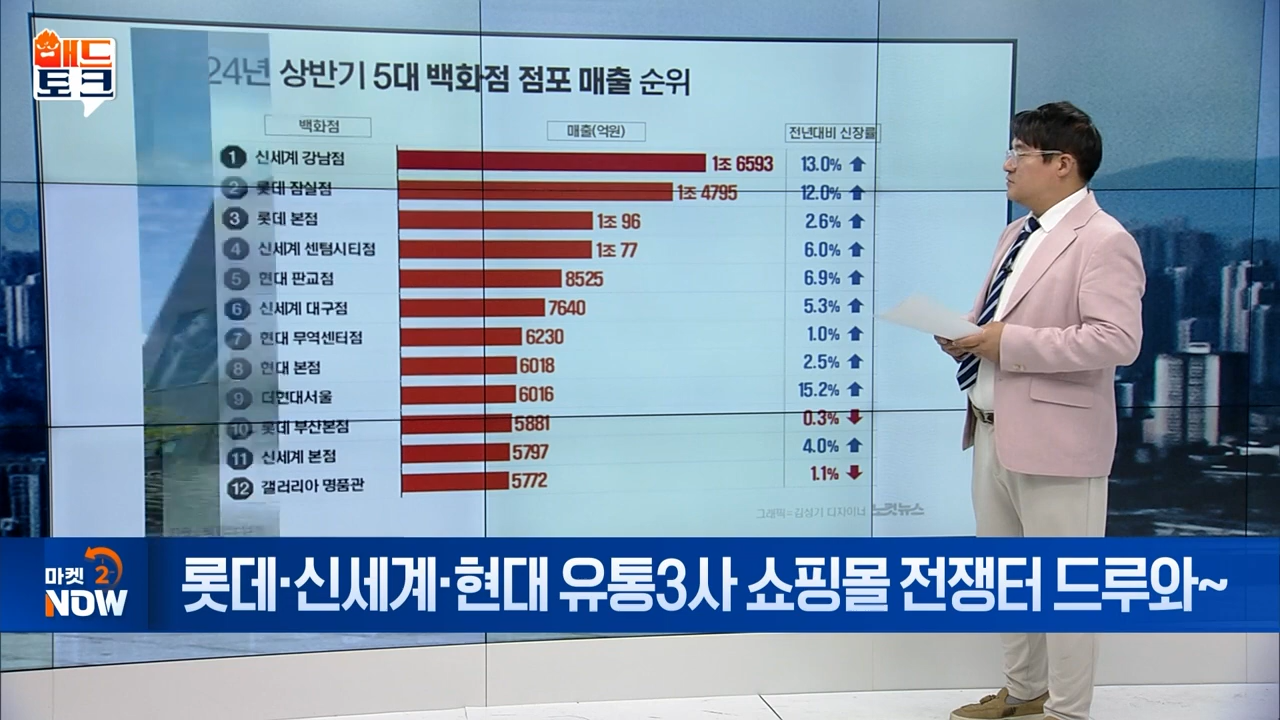 배드
토크
24년 상반기 5대 백화점 점포 매출 순위
백화점 매출(억원) 전년대비 신장률
1 신세계 강남점 1조 6593 13.0%
2 롯데 잠실점 1조 4795 12.0%
3 롯데 본점 1조 96 2.6%
4 신세계 센텀시티점 1조 77 6.0%
5 현대 판교점 8525 6.9%
6 신세계 대구점 7640 5.3%
7 현대 무역센터점 6230 1.0%
8 현대 본점 6018 2.5%
9 더현대서울 6016 15.2%
10 롯데 부산본점 5881 0.3%
11 신세계 본점 5797 4.0%
12 갤러리아 명품관 5772 1.1%
그래픽=김성기 디자이너 노컷뉴스
마켓 2
NOW
롯데·신세계·현대 유통3사 쇼핑몰 전쟁터 드루와~